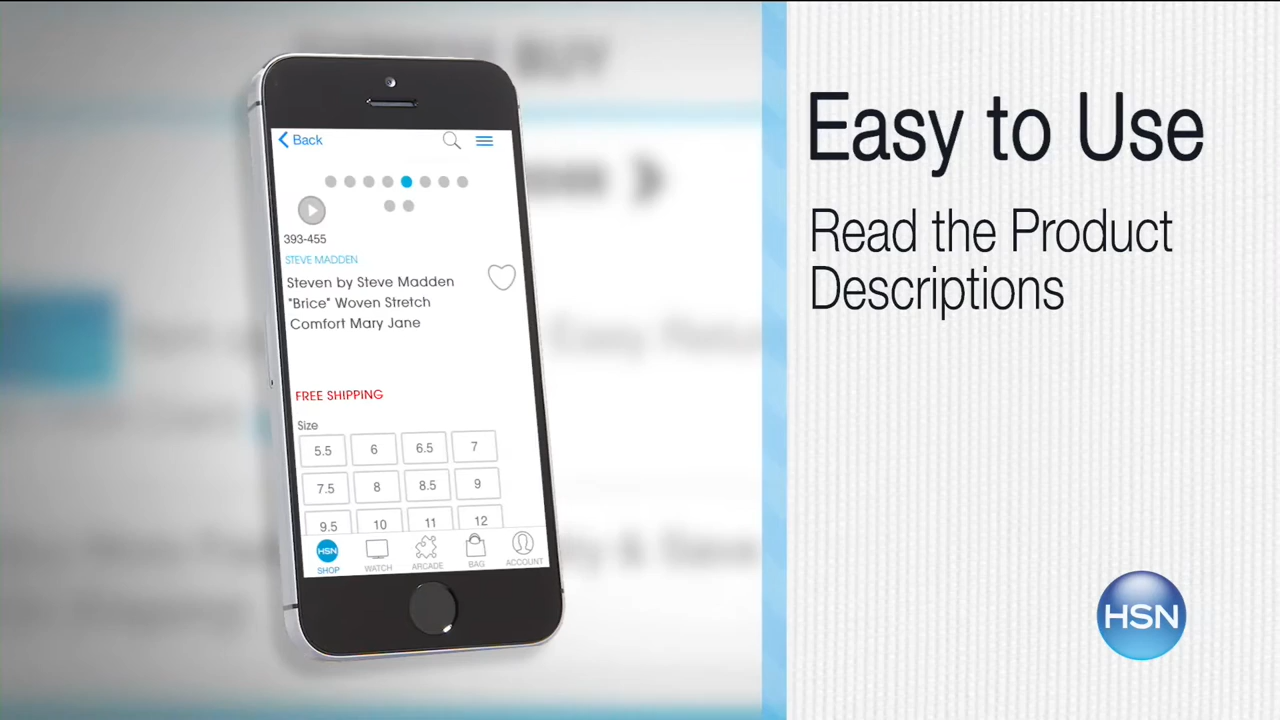 Back
393-455
STEVE MADDEN
Steven by Steve Madden
"Brice" Woven Stretch
Comfort Mary Jane
FREE SHIPPING
Size
5.5 6 6.5 7
7.5 8 8.5 9
9.5 10 11 12
HSN
SHOP WATCH ARCADE BAG ACCOUNT
Easy to Use
Read the Product
Descriptions
HSN
BUY